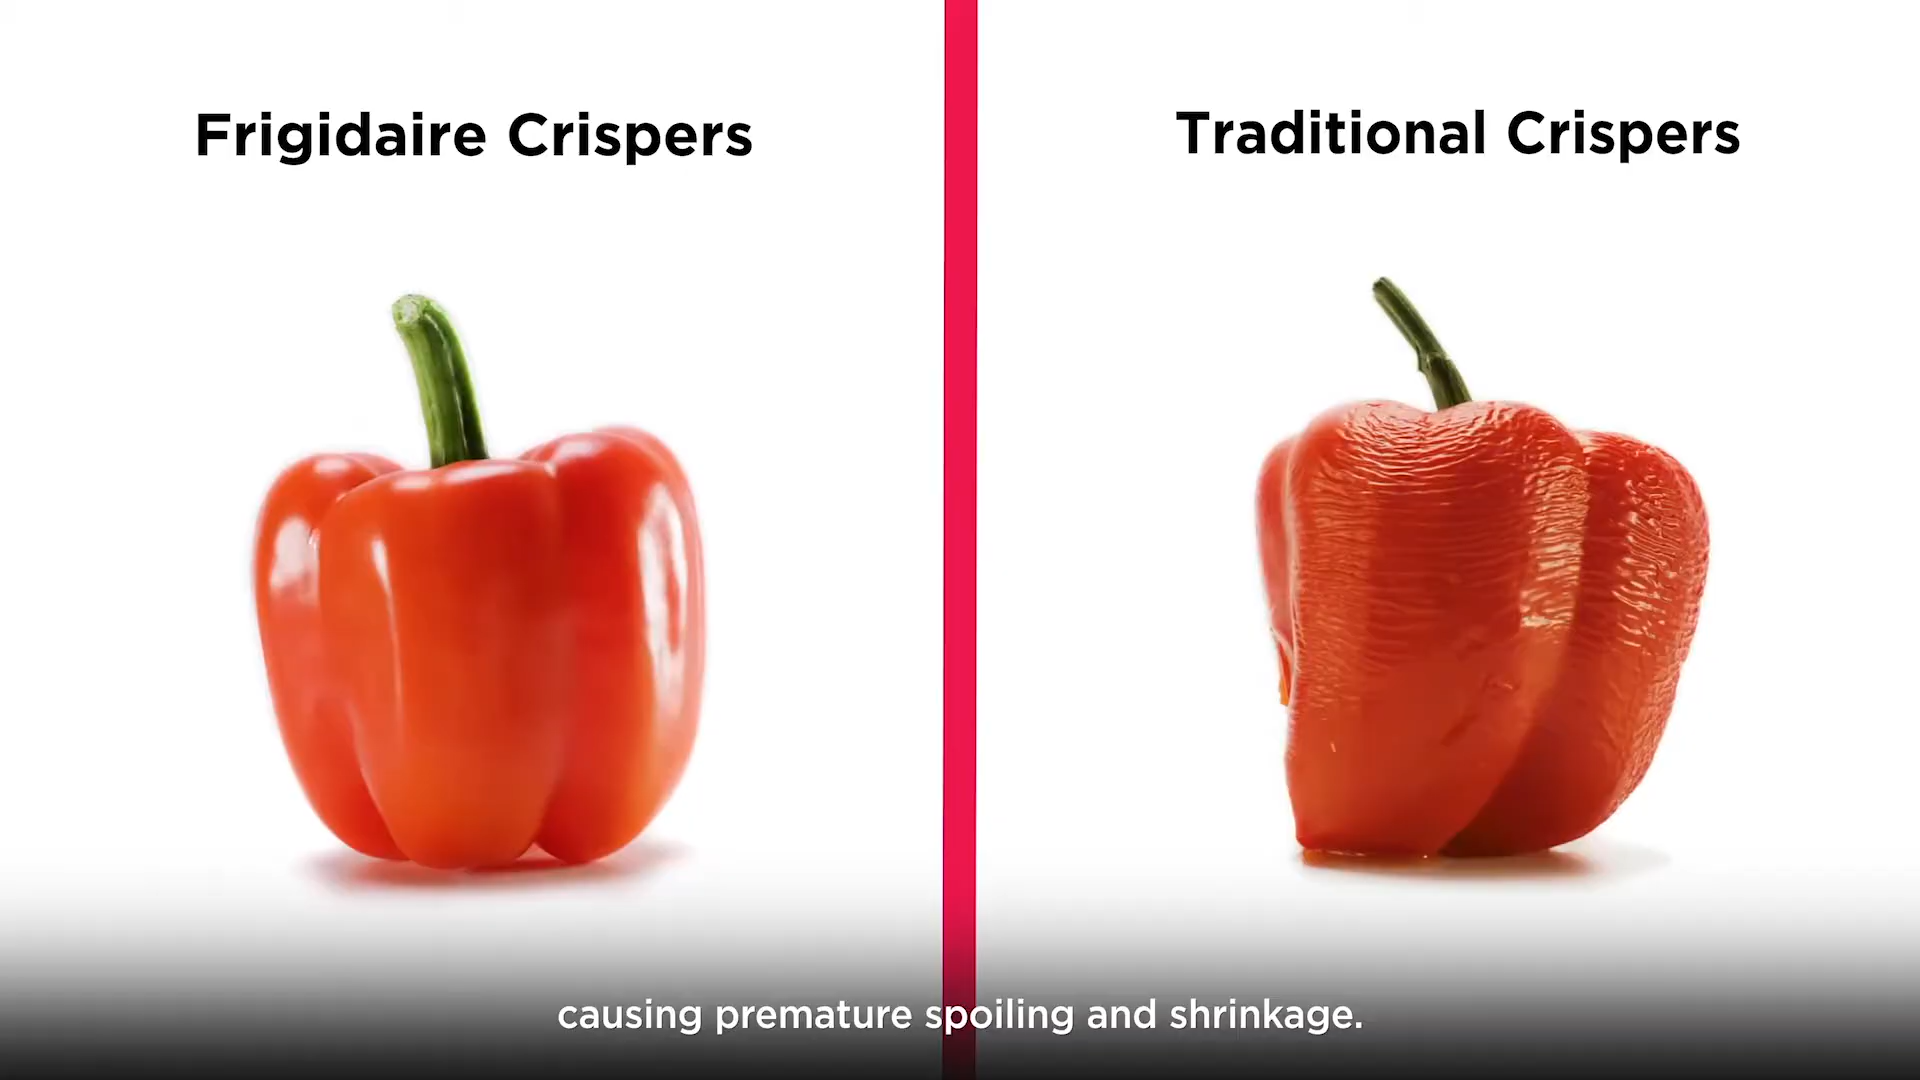 Frigidaire Crispers
Traditional Crispers
causing premature spoiling and shrinkage.